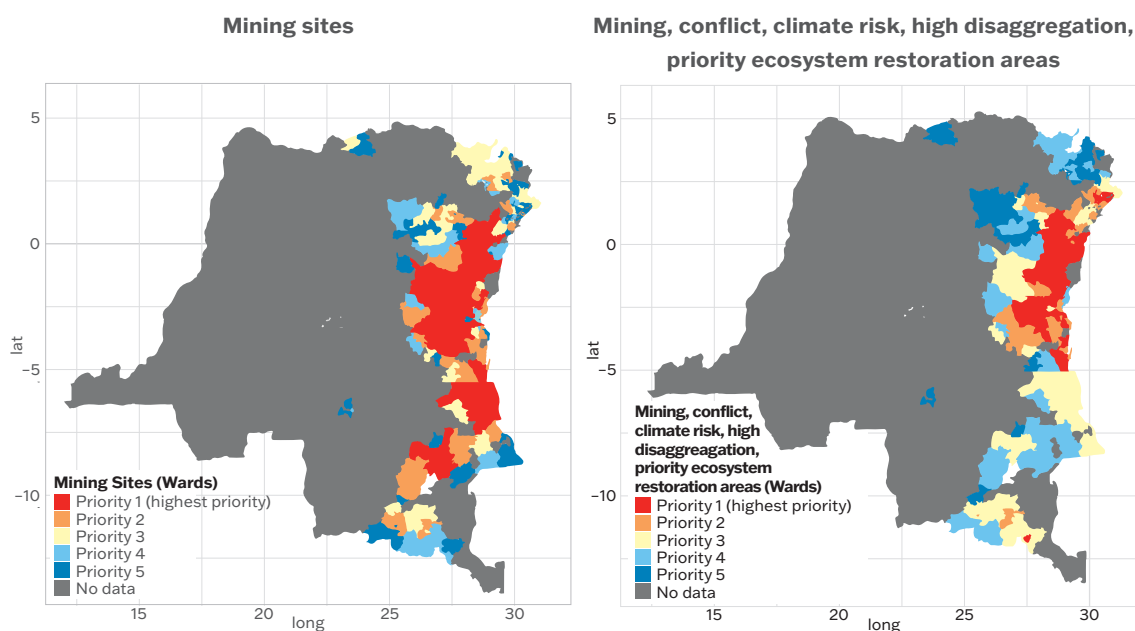 Mining sites
5
0
−5
−10
lat
Mining Sites (Wards)
Priority 1 (highest priority)
Priority 2
Priority 3
Priority 4
Priority 5
No data
15
20
25
30
long
Mining, conflict, climate risk, high disaggregation,
priority ecosystem restoration areas
5
0
−5
−10
lat
Mining, conflict,
climate risk, high
disaggreagation,
priority ecosystem
restoration areas (Wards)
Priority 1 (highest priority)
Priority 2
Priority 3
Priority 4
Priority 5
No data
15
20
25
30
long